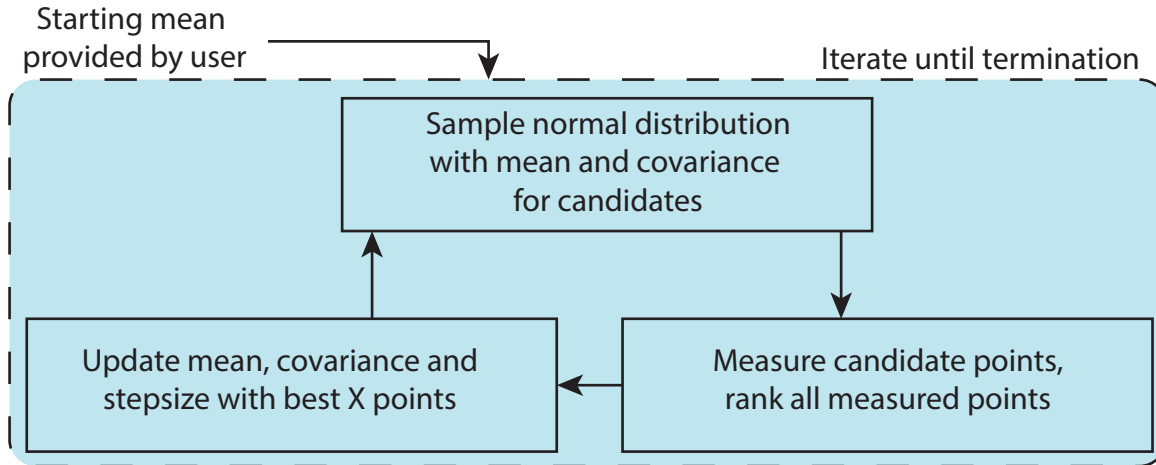 Starting mean
provided by user
Iterate until termination
Sample normal distribution
with mean and covariance
for candidates
Update mean, covariance and
stepsize with best X points
Measure candidate points,
rank all measured points